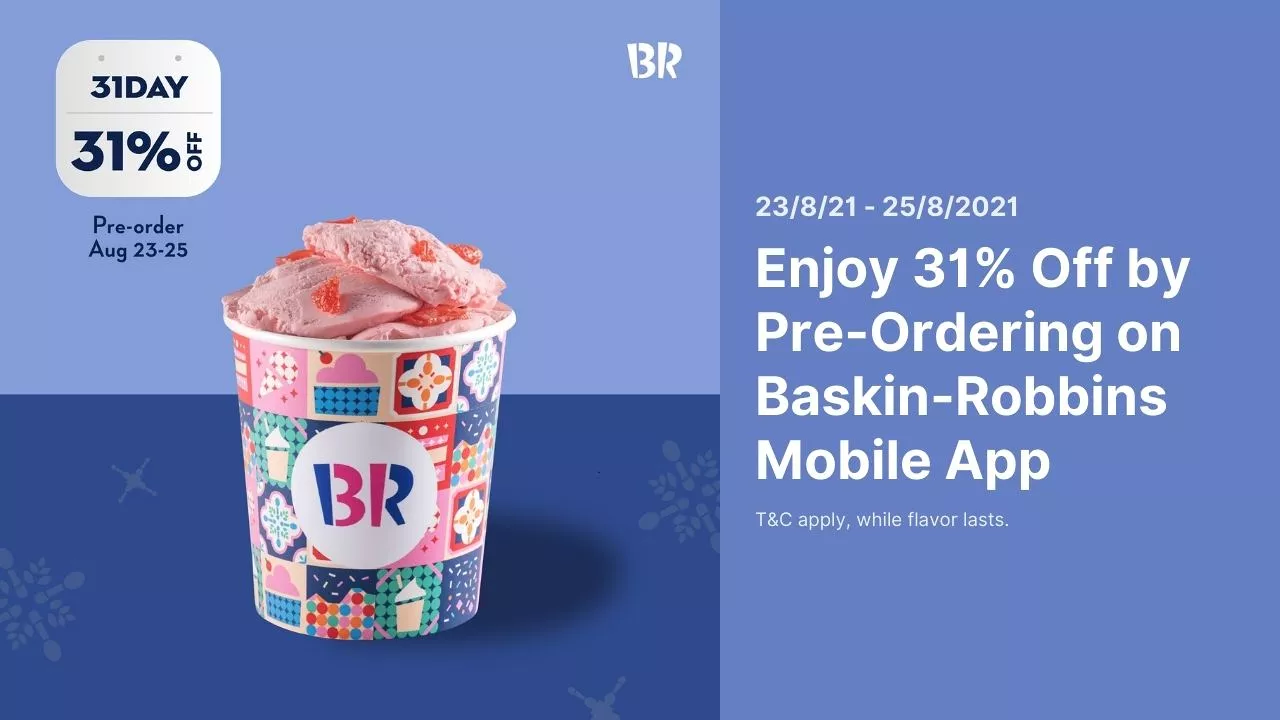 31DAY
31% OFF
Pre-order
Aug 23-25
BR
BR
23/8/21 - 25/8/2021
Enjoy 31% Off by
Pre-Ordering on
Baskin-Robbins
Mobile App
T&C apply, while flavor lasts.